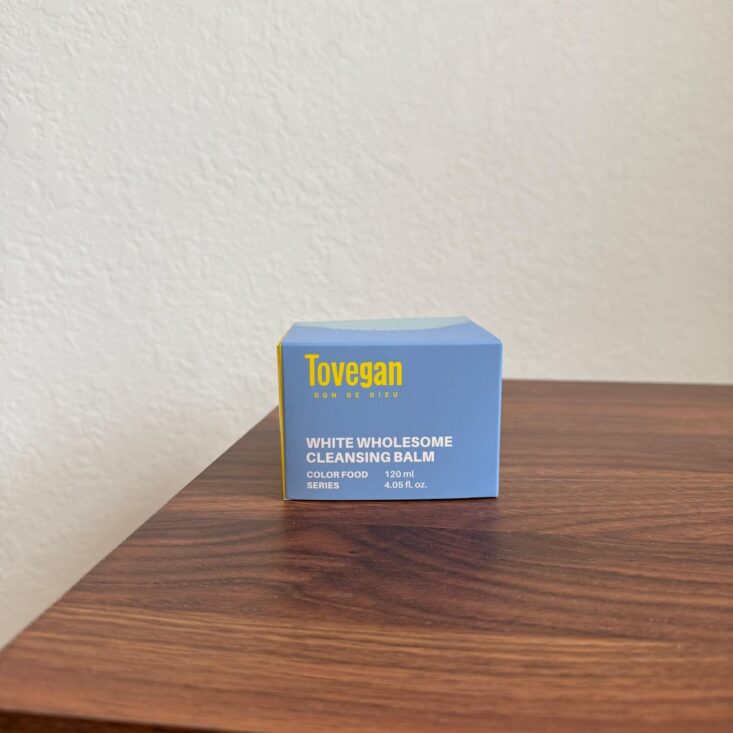 Tovegan
DON DE DIEU
WHITE WHOLESOME
CLEANSING BALM
COLOR FOOD 120 ml
SERIES 4.05 fl. oz.